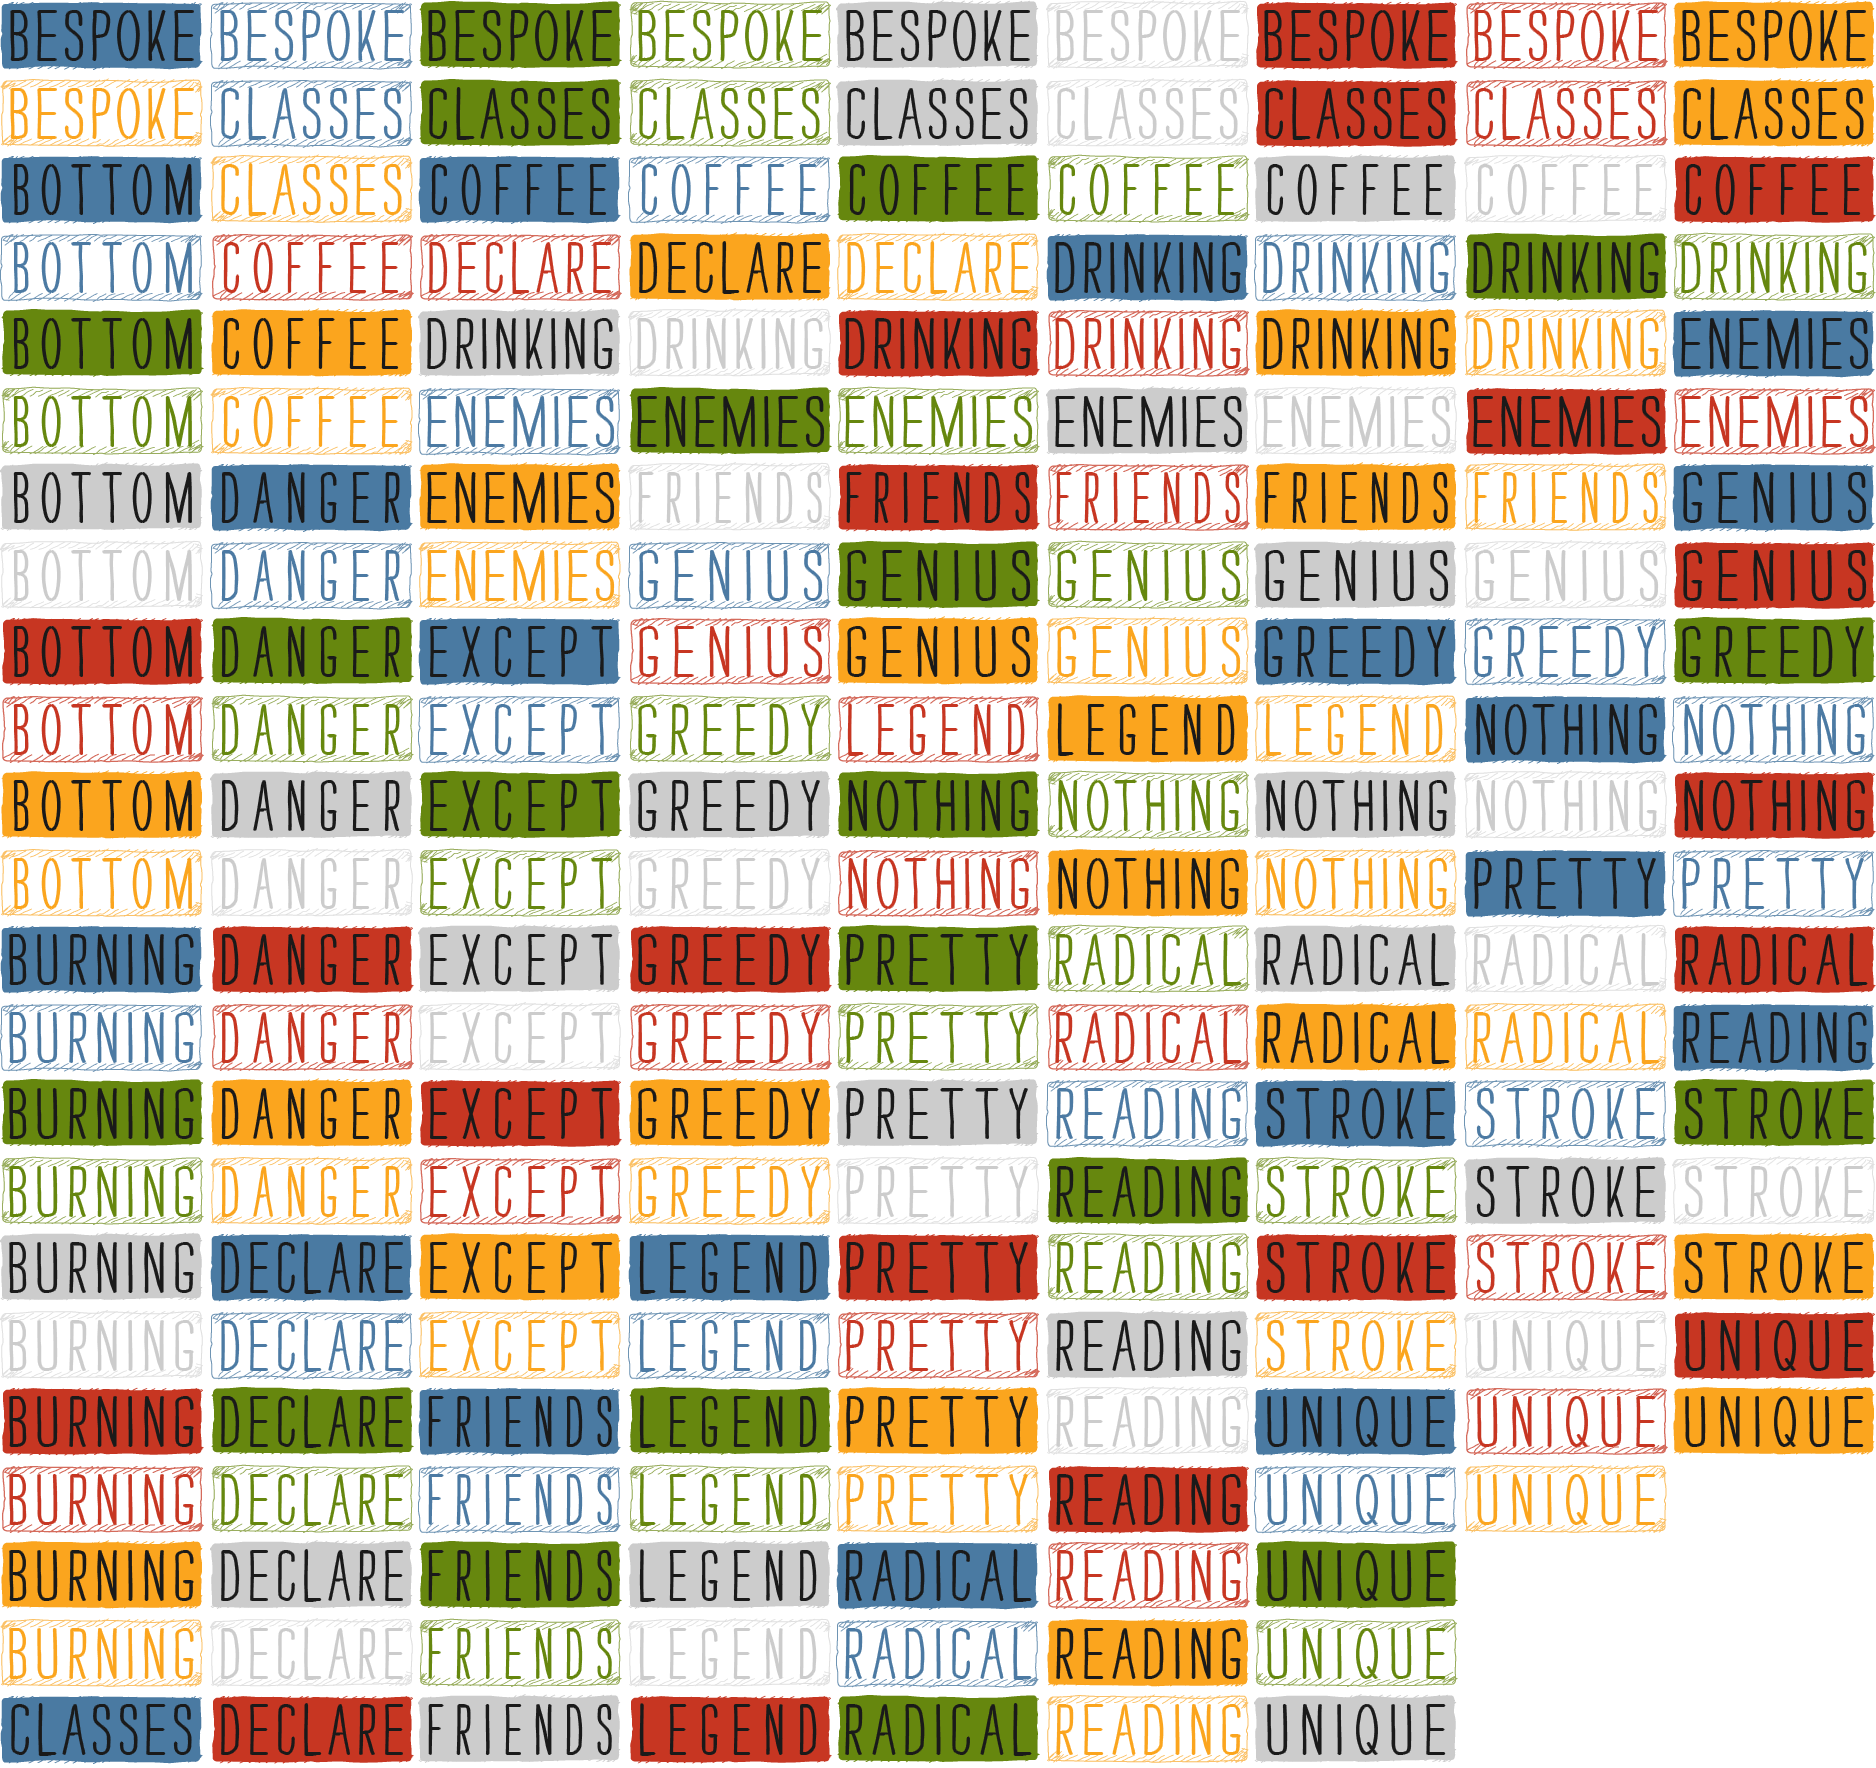 BESPOKE BESPOKE BESPOKE BESPOKE BESPOKE BESPOKE BESPOKE BESPOKE BESPOKE
BESPOKE CLASSES CLASSES CLASSES CLASSES CLASSES CLASSES CLASSES CLASSES
BOTTOM CLASSES COFFEE COFFEE COFFEE COFFEE COFFEE COFFEE COFFEE
BOTTOM COFFEE DECLARE DECLARE DECLARE DRINKING DRINKING DRINKING DRINKING
BOTTOM COFFEE DRINKING DRINKING DRINKING DRINKING DRINKING DRINKING ENEMIES
BOTTOM COFFEE ENEMIES ENEMIES ENEMIES ENEMIES ENEMIES ENEMIES ENEMIES
BOTTOM DANGER ENEMIES FRIENDS FRIENDS FRIENDS FRIENDS FRIENDS GENIUS
BOTTOM DANGER ENEMIES GENIUS GENIUS GENIUS GENIUS GENIUS GENIUS
BOTTOM DANGER EXCEPT GENIUS GENIUS GENIUS GREEDY GREEDY GREEDY
BOTTOM DANGER EXCEPT GREEDY LEGEND LEGEND LEGEND NOTHING NOTHING
BOTTOM DANGER EXCEPT GREEDY NOTHING NOTHING NOTHING NOTHING NOTHING
BOTTOM DANGER EXCEPT GREEDY NOTHING NOTHING NOTHING PRETTY PRETTY
BURNING DANGER EXCEPT GREEDY PRETTY RADICAL RADICAL RADICAL RADICAL
BURNING DANGER EXCEPT GREEDY PRETTY RADICAL RADICAL RADICAL READING
BURNING DANGER EXCEPT GREEDY PRETTY READING STROKE STROKE STROKE
BURNING DANGER EXCEPT GREEDY PRETTY READING STROKE STROKE STROKE
BURNING DECLARE EXCEPT LEGEND PRETTY READING STROKE STROKE STROKE
BURNING DECLARE EXCEPT LEGEND PRETTY READING STROKE UNIQUE UNIQUE
BURNING DECLARE FRIENDS LEGEND PRETTY READING UNIQUE UNIQUE UNIQUE
BURNING DECLARE FRIENDS LEGEND PRETTY READING UNIQUE UNIQUE
BURNING DECLARE FRIENDS LEGEND RADICAL READING UNIQUE
BURNING DECLARE FRIENDS LEGEND RADICAL READING UNIQUE
CLASSES DECLARE FRIENDS LEGEND RADICAL READING UNIQUE